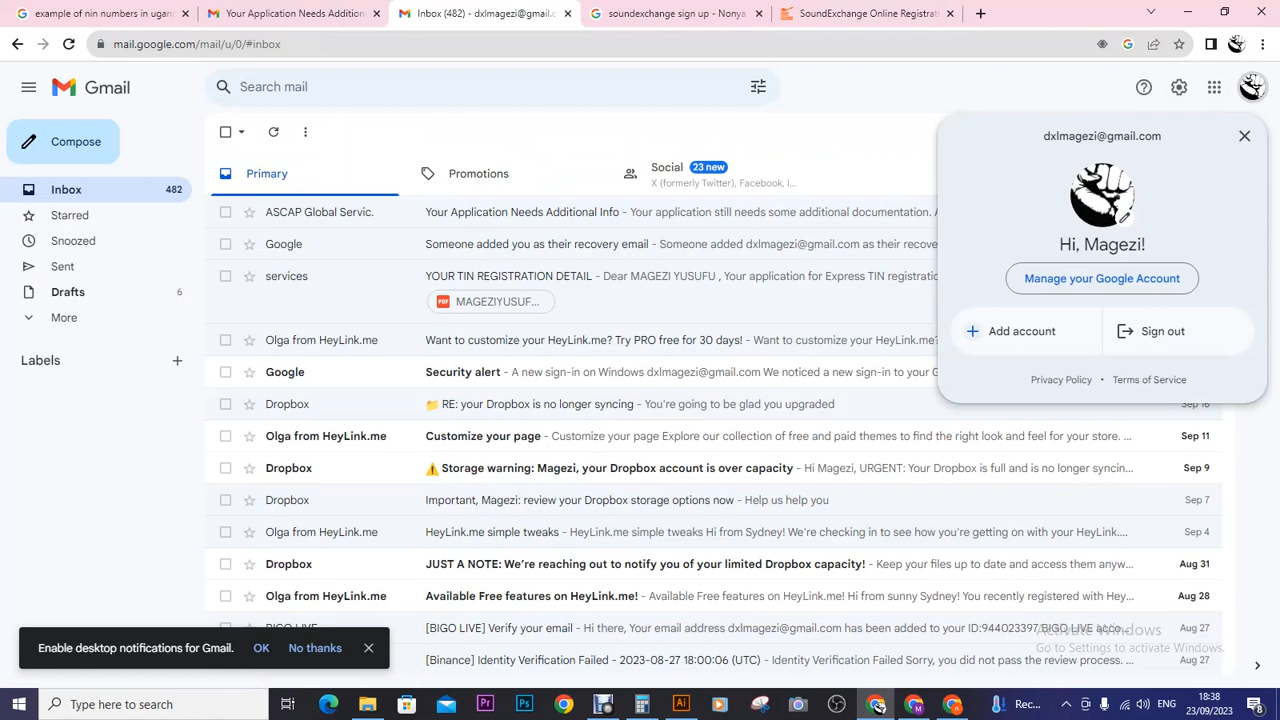 example of nin numbers in ugan
Your Application Needs Addition
Inbox (482) - dxlmagezi@gmail.c
soundexchange sign up - Nonya
SoundExchange Online Registrati
mail.google.com/mail/u/0/#inbox
Gmail
Search mail
Compose
Inbox 482
Starred
Snoozed
Sent
Drafts 6
More
Labels
Primary
Promotions
Social 23 new
X (formerly Twitter), Facebook, I...
ASCAP Global Servic. Your Application Needs Additional Info - Your application still needs some additional documentation. A
Google Someone added you as their recovery email - Someone added dxlmagezi@gmail.com as their reco
services YOUR TIN REGISTRATION DETAIL - Dear MAGEZI YUSUFU , Your application for Express TIN registratio
PDF MAGEZIYUSUF...
Olga from HeyLink.me Want to customize your HeyLink.me? Try PRO free for 30 days! - Want to customize your HeyLink.me?
Google Security alert - A new sign-in on Windows dxlmagezi@gmail.com We noticed a new sign-in to your G
Dropbox 📁 RE: your Dropbox is no longer syncing - You're going to be glad you upgraded Sep 16
Olga from HeyLink.me Customize your page - Customize your page Explore our collection of free and paid themes to find the right look and feel for your store. ... Sep 11
Dropbox ⚠️ Storage warning: Magezi, your Dropbox account is over capacity - Hi Magezi, URGENT: Your Dropbox is full and is no longer syncin... Sep 9
Dropbox Important, Magezi: review your Dropbox storage options now - Help us help you Sep 7
Olga from HeyLink.me HeyLink.me simple tweaks - HeyLink.me simple tweaks Hi from Sydney! We're checking in to see how you're getting on with your HeyLink.... Sep 4
Dropbox JUST A NOTE: We're reaching out to notify you of your limited Dropbox capacity! - Keep your files up to date and access them anyw... Aug 31
Olga from HeyLink.me Available Free features on HeyLink.me! - Available Free features on HeyLink.me! Hi from sunny Sydney! You recently registered with Hey... Aug 28
BIGO LIVE [BIGO LIVE] Verify your email - Hi there, Your email address dxlmagezi@gmail.com has been added to your ID:944023397 BIGO LIVE acco... Aug 27
[Binance] Identity Verification Failed - 2023-08-27 18:00:06 (UTC) - Identity Verification Failed Sorry, you did not pass the review process. ... Aug 27
dxlmagezi@gmail.com
Hi, Magezi!
Manage your Google Account
Add account
Sign out
Privacy Policy • Terms of Service
Enable desktop notifications for Gmail. OK No thanks
Activate Windows
Go to Settings to activate Windows.
Type here to search
Rec...
18:38
23/09/2023
8